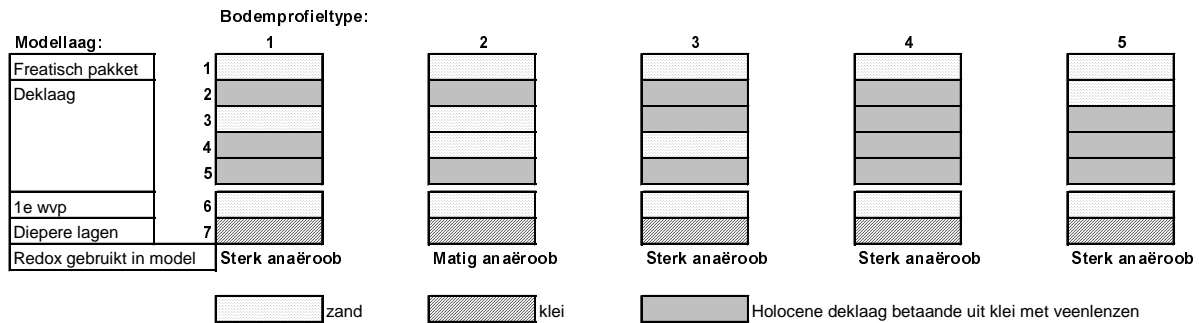 Bodemprofieltype:
Modellaag: 1 2 3 4 5
Freatisch pakket 1
Deklaag 2
3
4
5
1e wvp 6
Diepere lagen 7
Redox gebruikt in model Sterk anaëroob Matig anaëroob Sterk anaëroob Sterk anaëroob Sterk anaëroob
zand klei Holocene deklaag betaande uit klei met veenlenzen